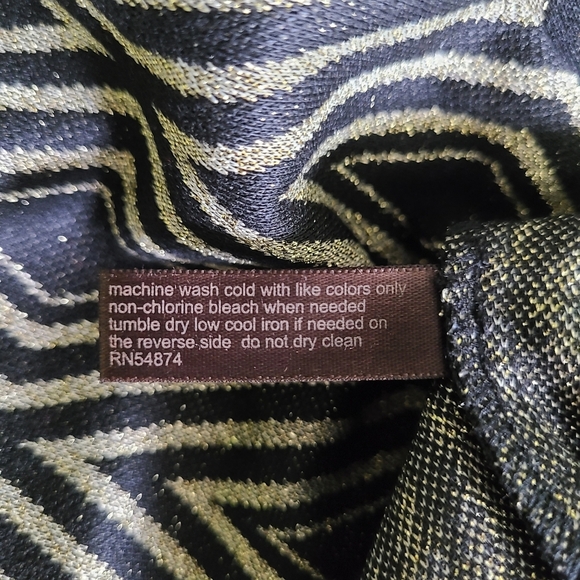 machine wash cold with like colors only
non-chlorine bleach when needed
tumble dry low cool iron if needed on
the reverse side do not dry clean
RN54874